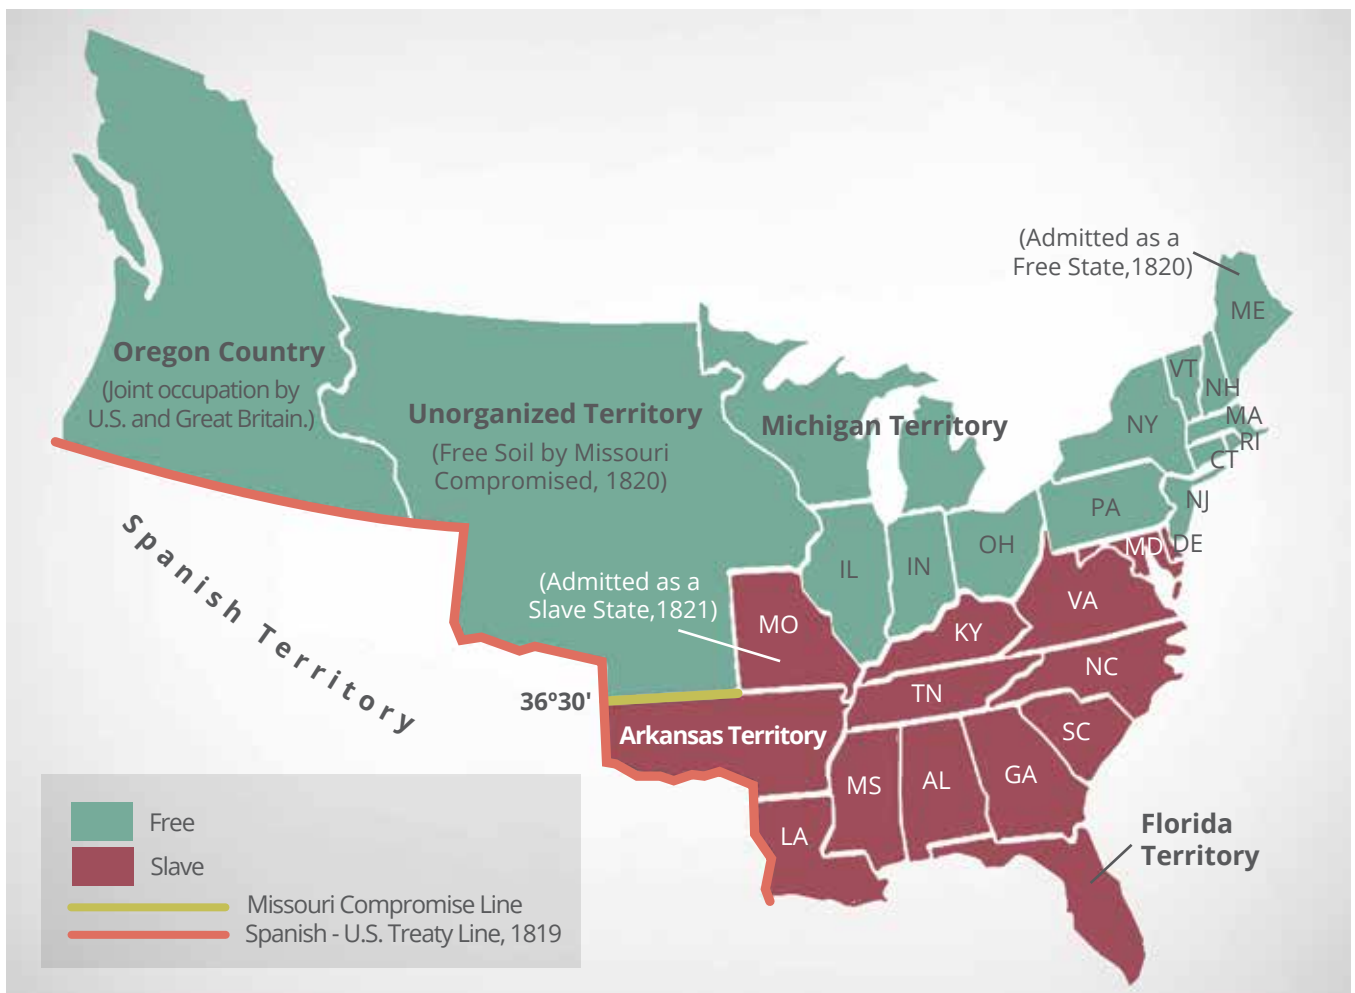 (Admitted as a
Free State,1820)
ME
VT
NH
Oregon Country
(Joint occupation by
U.S. and Great Britain.)
Unorganized Territory
(Free Soil by Missouri
Compromised, 1820)
Michigan Territory
NY
MA
RI
CT
PA
NJ
Spanish Territory
OH
MD
DE
IL
IN
(Admitted as a
Slave State,1821)
MO
VA
KY
NC
TN
36º30'
Arkansas Territory
SC
MS
AL
GA
LA
Florida
Territory
Free
Slave
Missouri Compromise Line
Spanish - U.S. Treaty Line, 1819